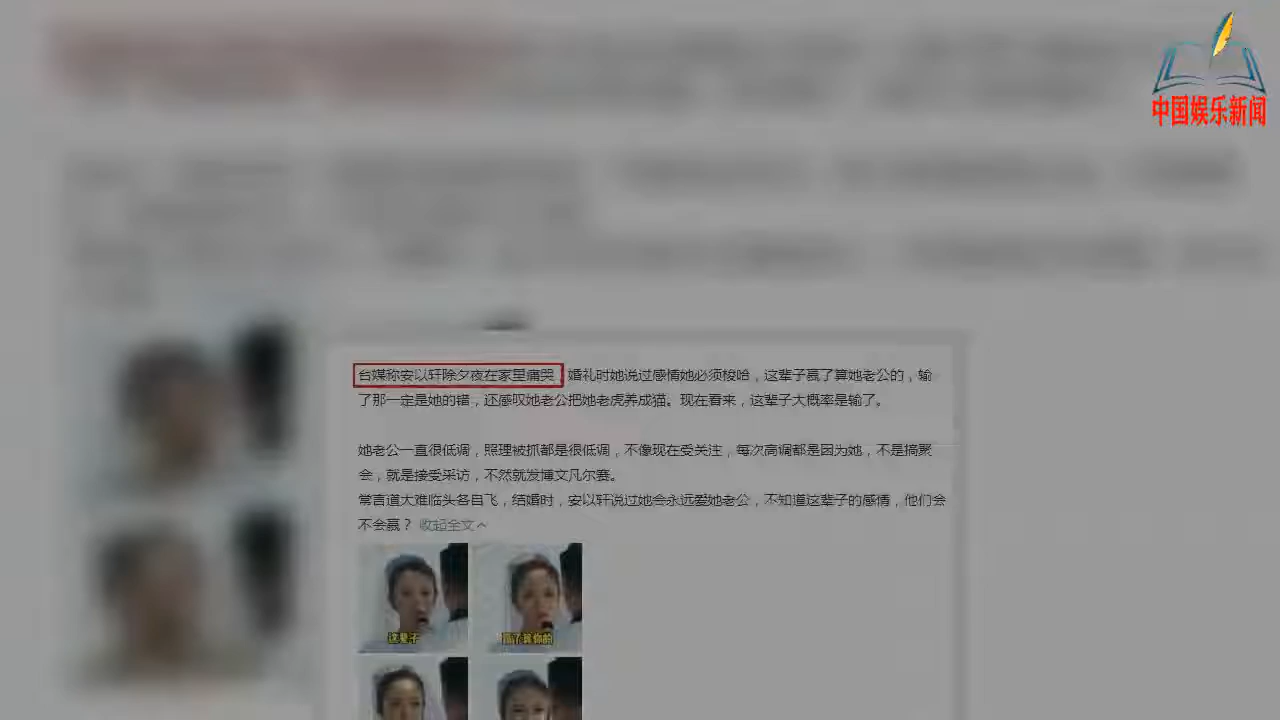 中国娱乐新闻
台媒称安以轩除夕夜在家里痛哭，婚礼时她说过感情她必须梭哈，这辈子赢了算她老公的，输
了那一定是她的错，还感叹她老公把她老虎养成猫。现在看来，这辈子大概率是输了。
她老公一直很低调，照理被抓都是很低调，不像现在受关注，每次高调都是因为她，不是搞聚
会，就是接受采访，不然就发博文凡尔赛。
常言道大难临头各自飞，结婚时，安以轩说过她会永远爱她老公，不知道这辈子的感情，他们会
不会赢？ 收起全文
这辈子
赢了算你的